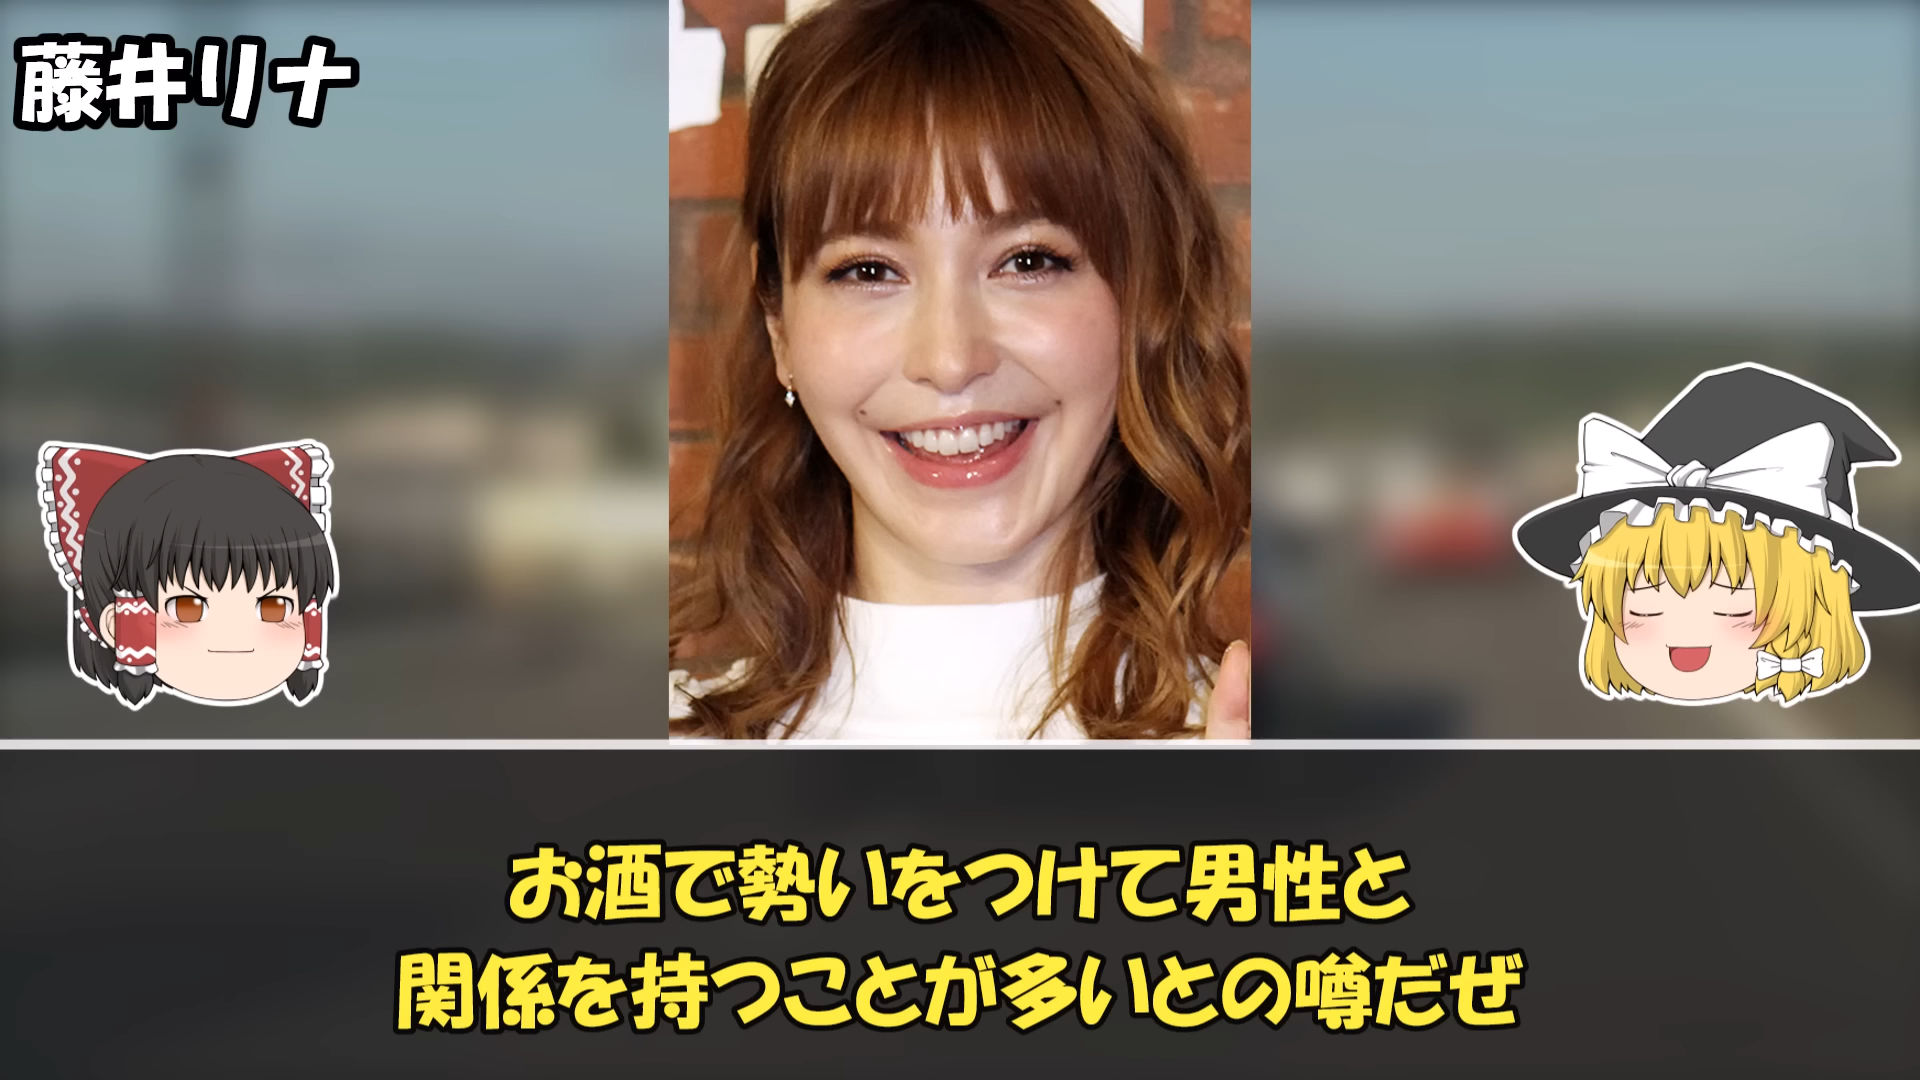 藤井リナ
お酒で勢いをつけて男性と
関係を持つことが多いとの噂だぜ